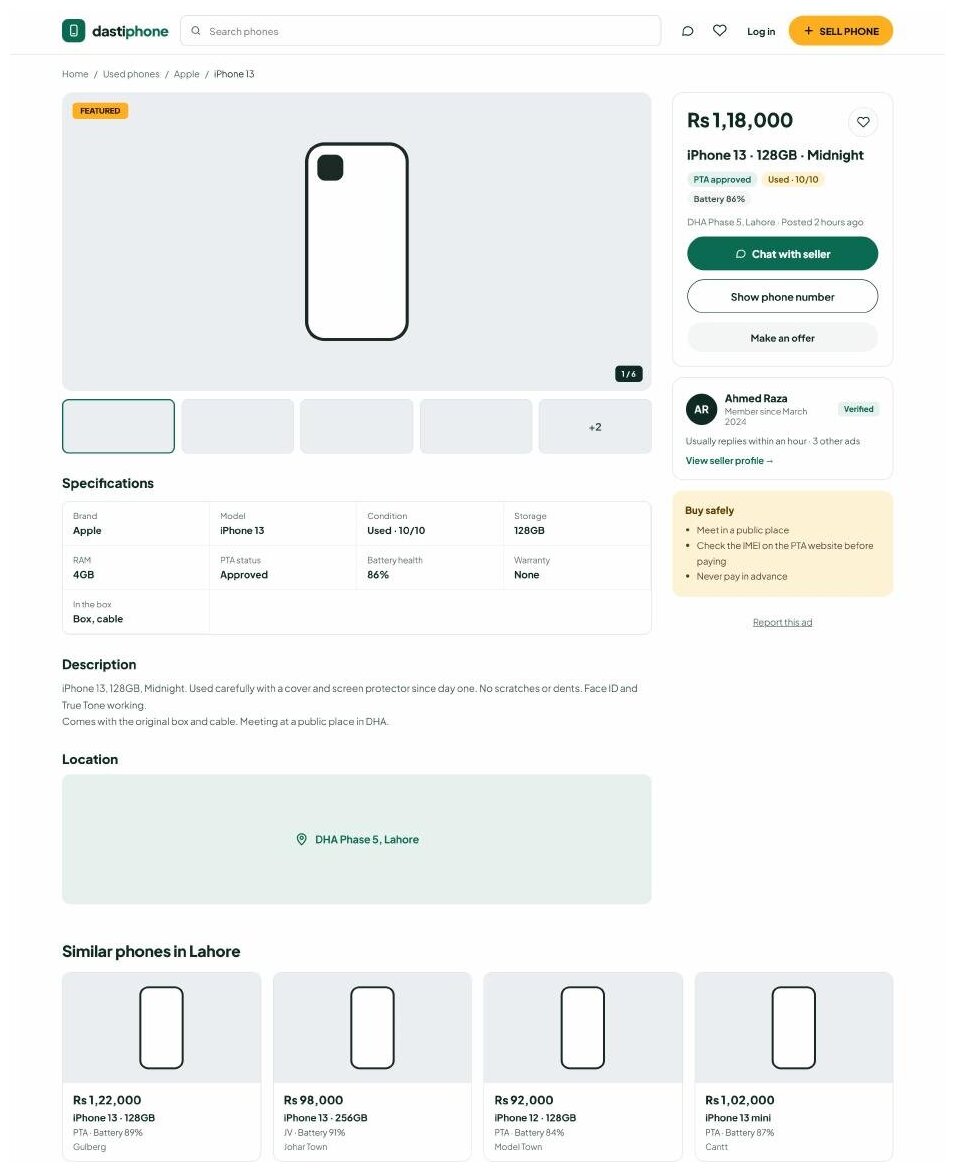 dastiphone
Search phones
Log in
+ SELL PHONE
Home / Used phones / Apple / iPhone 13
FEATURED
1 / 6
+2
Rs 1,18,000
iPhone 13 · 128GB · Midnight
PTA approved
Used · 10/10
Battery 86%
DHA Phase 5, Lahore · Posted 2 hours ago
Chat with seller
Show phone number
Make an offer
AR
Ahmed Raza
Member since March
2024
Verified
Usually replies within an hour · 3 other ads
View seller profile →
Buy safely
• Meet in a public place
• Check the IMEI on the PTA website before
paying
• Never pay in advance
Report this ad
Specifications
Brand
Apple
Model
iPhone 13
Condition
Used · 10/10
Storage
128GB
RAM
4GB
PTA status
Approved
Battery health
86%
Warranty
None
In the box
Box, cable
Description
iPhone 13, 128GB, Midnight. Used carefully with a cover and screen protector since day one. No scratches or dents. Face ID and
True Tone working.
Comes with the original box and cable. Meeting at a public place in DHA.
Location
DHA Phase 5, Lahore
Similar phones in Lahore
Rs 1,22,000
iPhone 13 · 128GB
PTA · Battery 89%
Gulberg
Rs 98,000
iPhone 13 · 256GB
JV · Battery 91%
Johar Town
Rs 92,000
iPhone 12 · 128GB
PTA · Battery 84%
Model Town
Rs 1,02,000
iPhone 13 mini
PTA · Battery 87%
Cantt